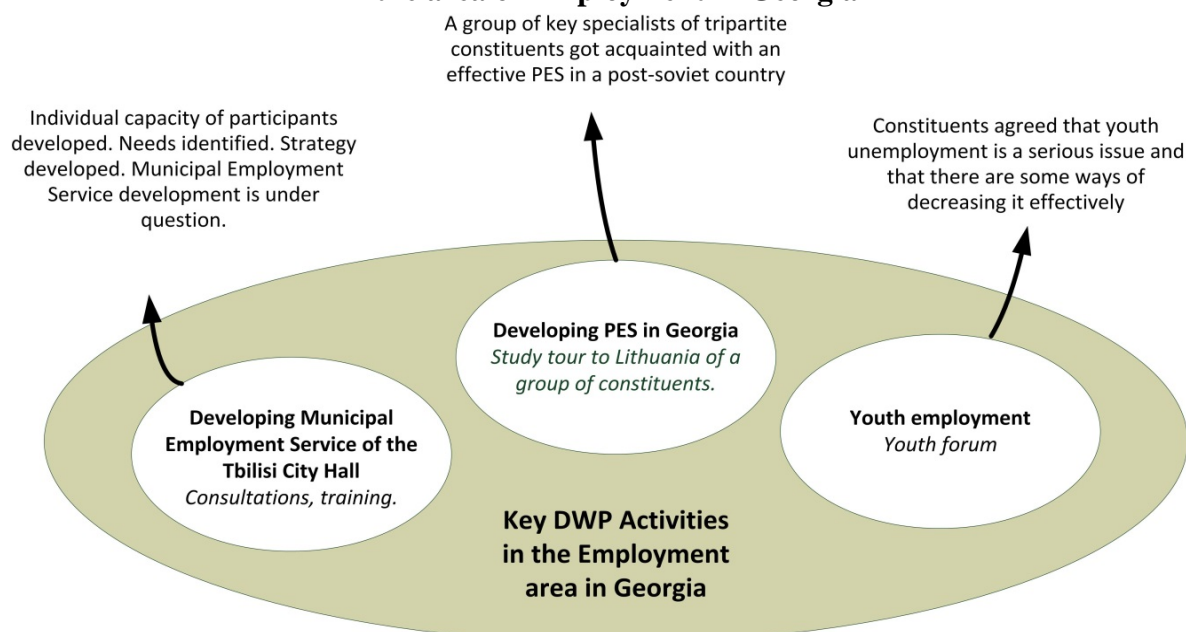 A group of key specialists of tripartite
constituents got acquainted with an
effective PES in a post-soviet country
Individual capacity of participants
developed. Needs identified. Strategy
developed. Municipal Employment
Service development is under
question.
Constituents agreed that youth
unemployment is a serious issue and
that there are some ways of
decreasing it effectively
Developing PES in Georgia
Study tour to Lithuania of a
group of constituents.
Developing Municipal
Employment Service of the
Tbilisi City Hall
Consultations, training.
Youth employment
Youth forum
Key DWP Activities
in the Employment
area in Georgia